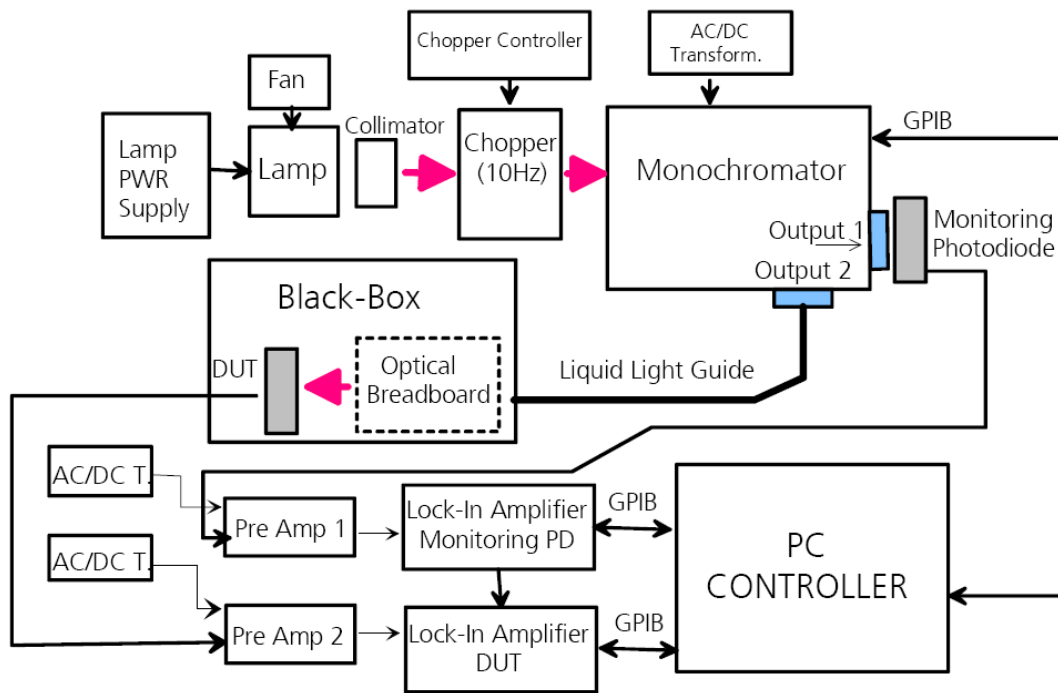 Chopper Controller
AC/DC
Transform.
Fan
Lamp
PWR
Supply
Lamp
Collimator
Chopper
(10Hz)
Monochromator
GPIB
Output 1
Output 2
Monitoring
Photodiode
Black-Box
DUT
Optical
Breadboard
Liquid Light Guide
AC/DC T.
Pre Amp 1
Lock-In Amplifier
Monitoring PD
GPIB
PC
CONTROLLER
AC/DC T.
Pre Amp 2
Lock-In Amplifier
DUT
GPIB